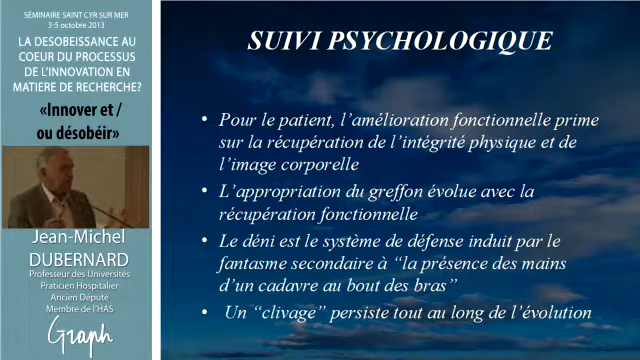 SÉMINAIRE SAINT CYR SUR MER
3-5 octobre 2013
LA DESOBEISSANCE AU
COEUR DU PROCESSUS
DE L'INNOVATION EN
MATIERE DE RECHERCHE?
«Innover et /
ou désobéir»
Jean-Michel
DUBERNARD
Professeur des Universités
Praticien Hospitalier
Ancien Député
Membre de l'HAS
Graph
SUIVI PSYCHOLOGIQUE
• Pour le patient, l'amélioration fonctionnelle prime
sur la récupération de l'intégrité physique et de
l'image corporelle
• L'appropriation du greffon évolue avec la
récupération fonctionnelle
• Le déni est le système de défense induit par le
fantasme secondaire à "la présence des mains
d'un cadavre au bout des bras"
• Un "clivage" persiste tout au long de l'évolution